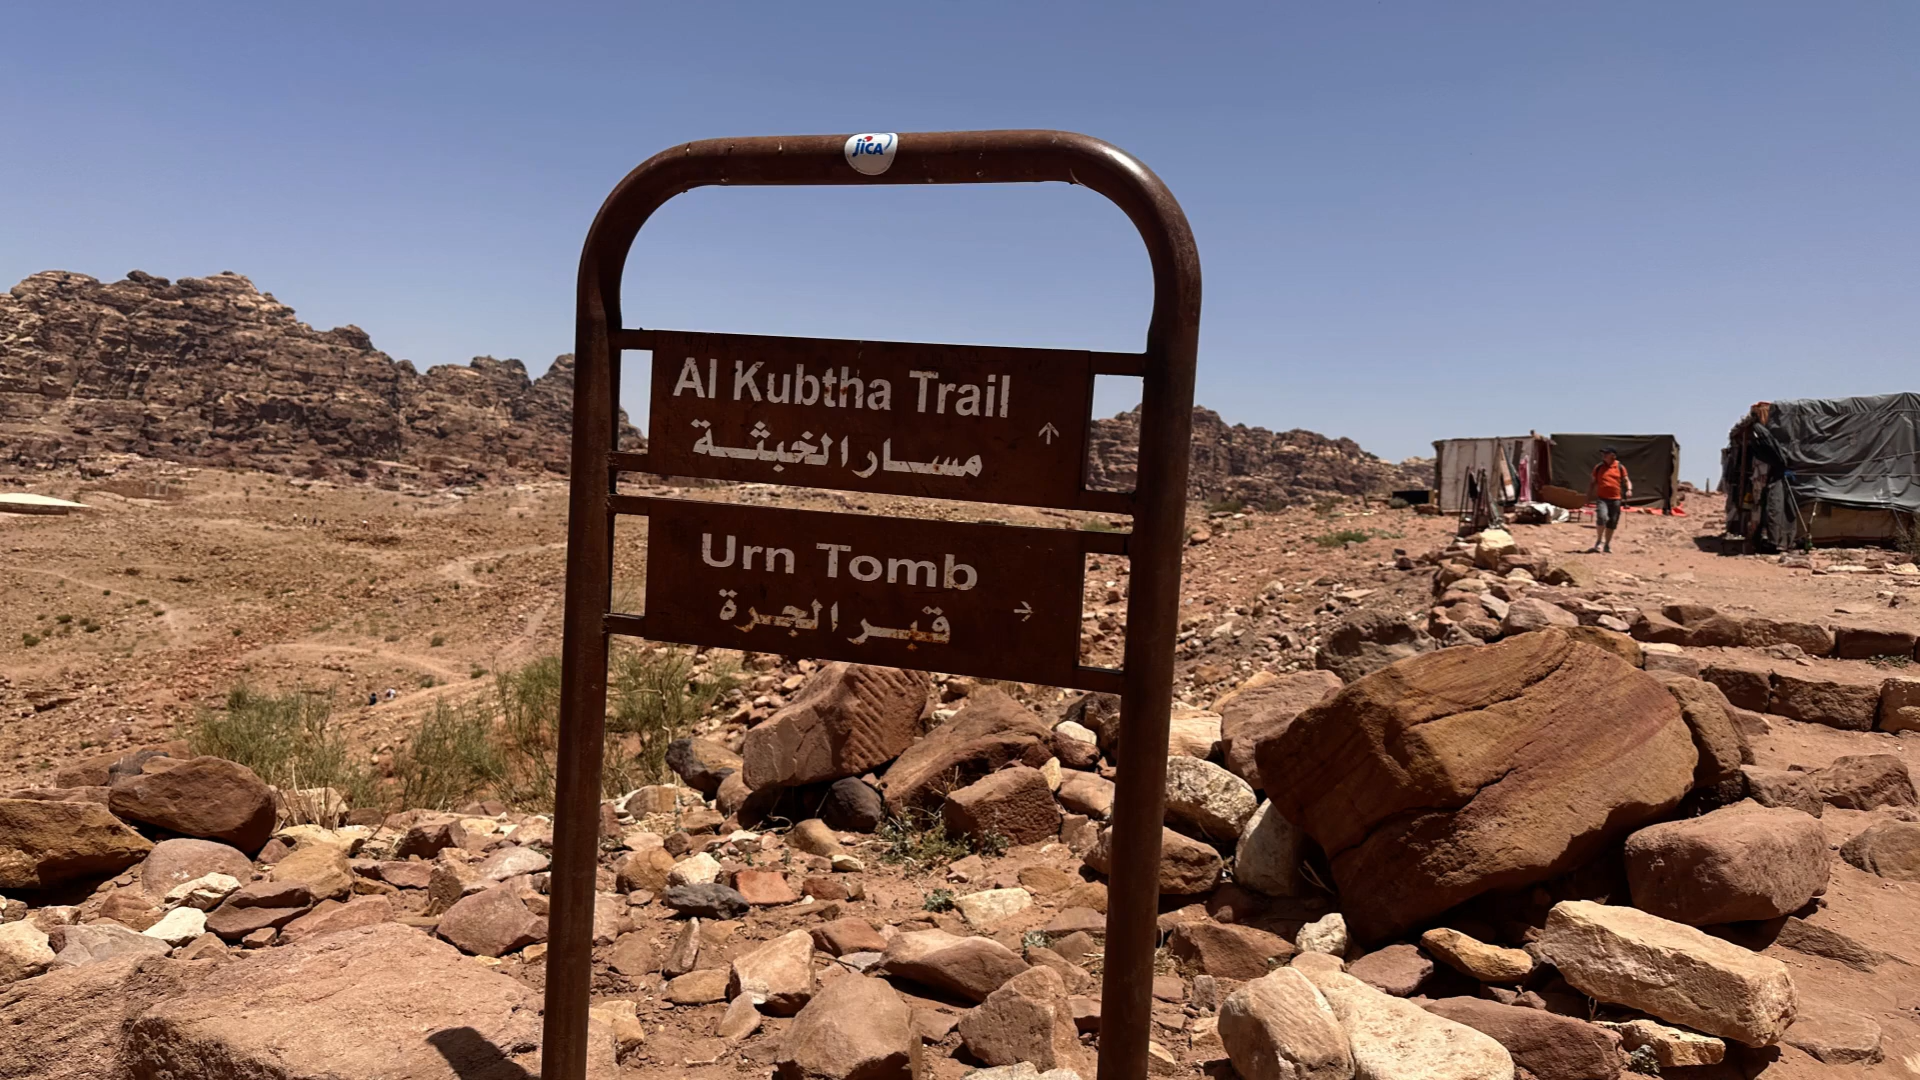 jiCA
Al Kubtha Trail
مسار الخبثة
↑
Urn Tomb
قبر الجرة
→